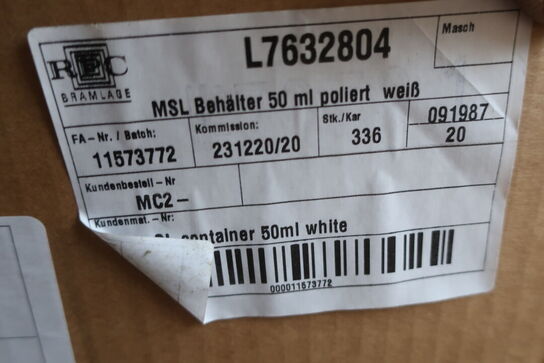 L7632804
Masch
RPC
BRAMLAGE
MSL Behälter 50 ml poliert weiß
FA-Nr. / Batch:
11573772
Kommission:
231220/20
Stk./Kar
336
091987
20
Kundenbestell-Nr
MC2-
Kundenmat.-Nr:
container 50ml white
000011573772